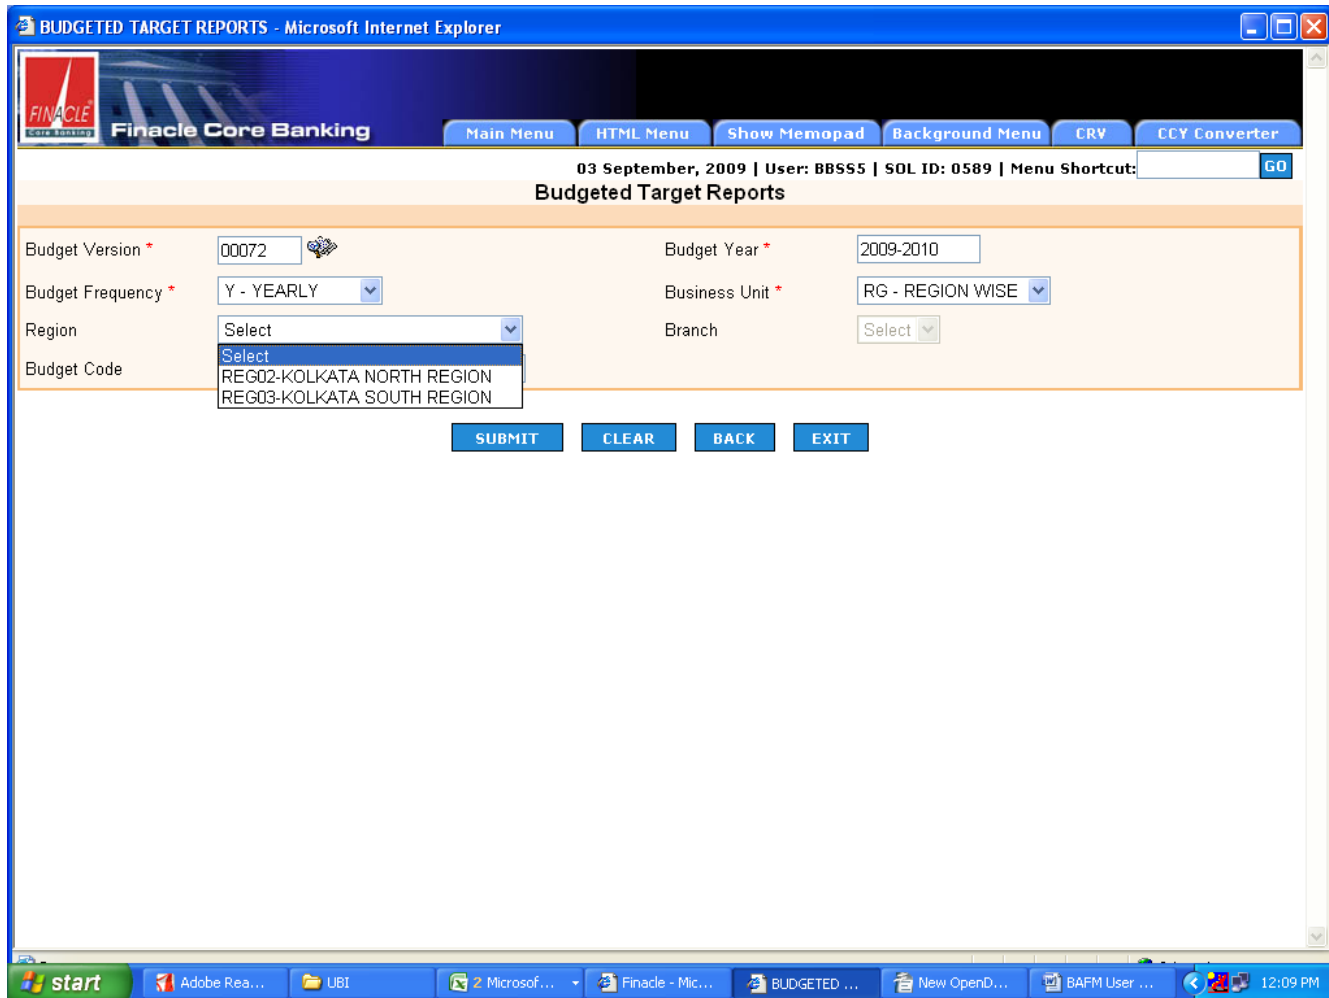 BUDGETED TARGET REPORTS - Microsoft Internet Explorer
FINACLE
Core Banking
Finacle Core Banking
Main Menu HTML Menu Show Memopad Background Menu CRV CCY Converter
03 September, 2009 | User: BBSS5 | SOL ID: 0589 | Menu Shortcut: GO
Budgeted Target Reports
Budget Version * 00072 Budget Year * 2009-2010
Budget Frequency * Y - YEARLY Business Unit * RG - REGION WISE
Region Select Branch Select
Select
Budget Code
REG02-KOLKATA NORTH REGION
REG03-KOLKATA SOUTH REGION
SUBMIT CLEAR BACK EXIT
start Adobe Rea... UBI 2 Microsof... Finacle - Mic... BUDGETED ... New OpenD... BAFM User ... 12:09 PM